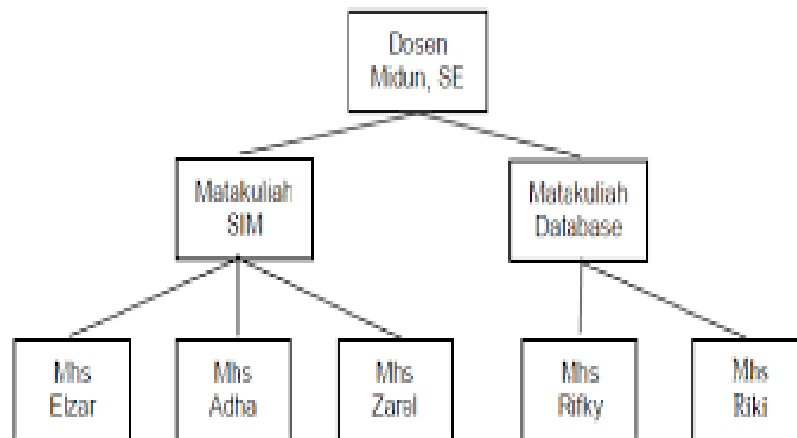 Dosen
Midun, SE
Matakuliah
SIM
Matakuliah
Database
Mhs
Elzar
Mhs
Adha
Mhs
Zarel
Mhs
Rifky
Mhs
Riki